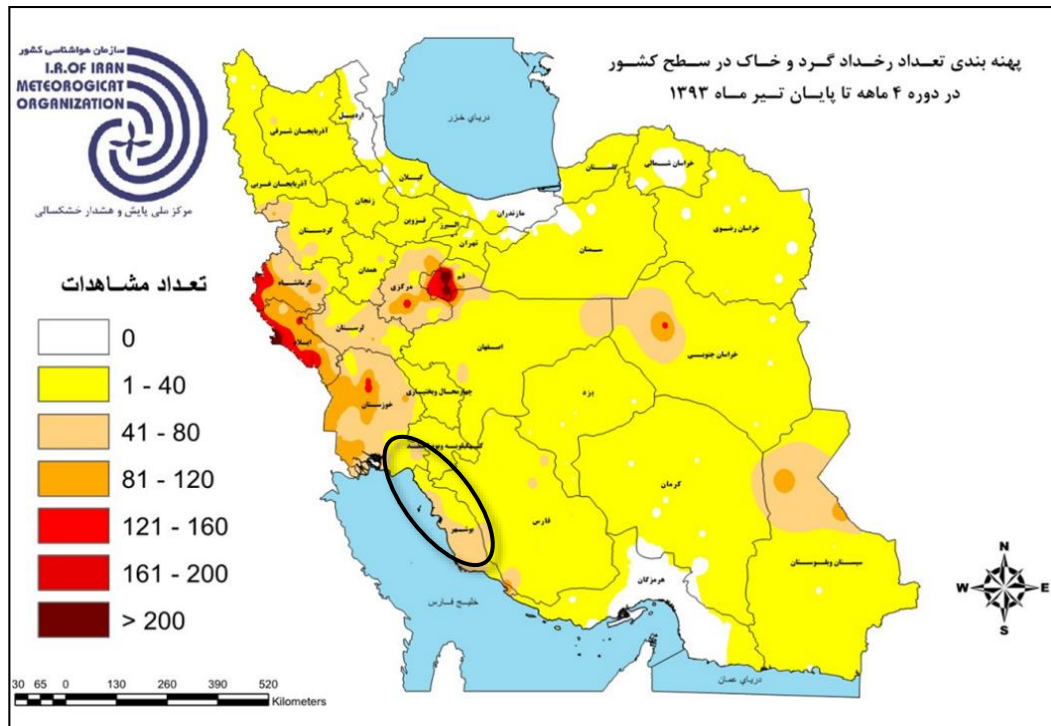 سازمان هواشناسی کشور
I.R.OF IRAN
METEOROGICAT
ORGANIZATION
مرکز ملی پایش و هشدار خشکسالی
پهنه بندی تعداد رخداد گرد و خاک در سطح کشور
در دوره ۴ ماهه تا پایان تیر ماه ۱۳۹۳
تعداد مشاهدات
0
1 - 40
41 - 80
81 - 120
121 - 160
161 - 200
> 200
دریای خزر
اردبیل
آذربایجان شرقی
آذربایجان غربی
گیلان
زنجان
قزوین
البرز
تهران
مازندران
گلستان
خراسان شمالی
خراسان رضوی
سمنان
کردستان
همدان
کرمانشاه
مرکزی
قم
لرستان
ایلام
اصفهان
خراسان جنوبی
یزد
خوزستان
چهارمحال وبختیاری
کهگیلویه
بوشهر
فارس
کرمان
سیستان وبلوچستان
هرمزگان
خلیج فارس
دریای عمان
N
W
E
S
30 65 0 130 260 390 520
Kilometers